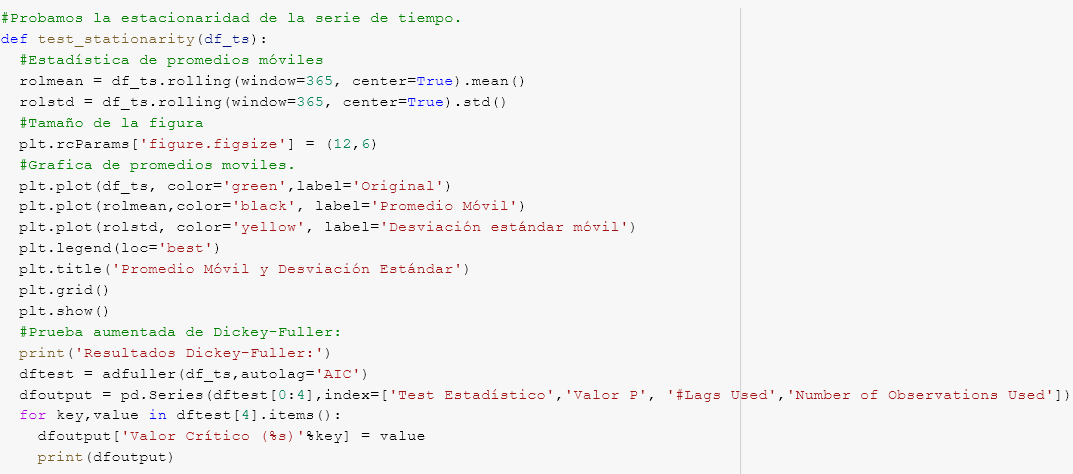 #Probamos la estacionaridad de la serie de tiempo.
def test_stationarity(df_ts):
  #Estadística de promedios móviles
  rolmean = df_ts.rolling(window=365, center=True).mean()
  rolstd = df_ts.rolling(window=365, center=True).std()
  #Tamaño de la figura
  plt.rcParams['figure.figsize'] = (12,6)
  #Grafica de promedios moviles.
  plt.plot(df_ts, color='green',label='Original')
  plt.plot(rolmean,color='black', label='Promedio Móvil')
  plt.plot(rolstd, color='yellow', label='Desviación estándar móvil')
  plt.legend(loc='best')
  plt.title('Promedio Móvil y Desviación Estándar')
  plt.grid()
  plt.show()
  #Prueba aumentada de Dickey-Fuller:
  print('Resultados Dickey-Fuller:')
  dftest = adfuller(df_ts,autolag='AIC')
  dfoutput = pd.Series(dftest[0:4],index=['Test Estadístico','Valor P', '#Lags Used','Number of Observations Used'])
  for key,value in dftest[4].items():
    dfoutput['Valor Crítico (%s)'%key] = value
    print(dfoutput)